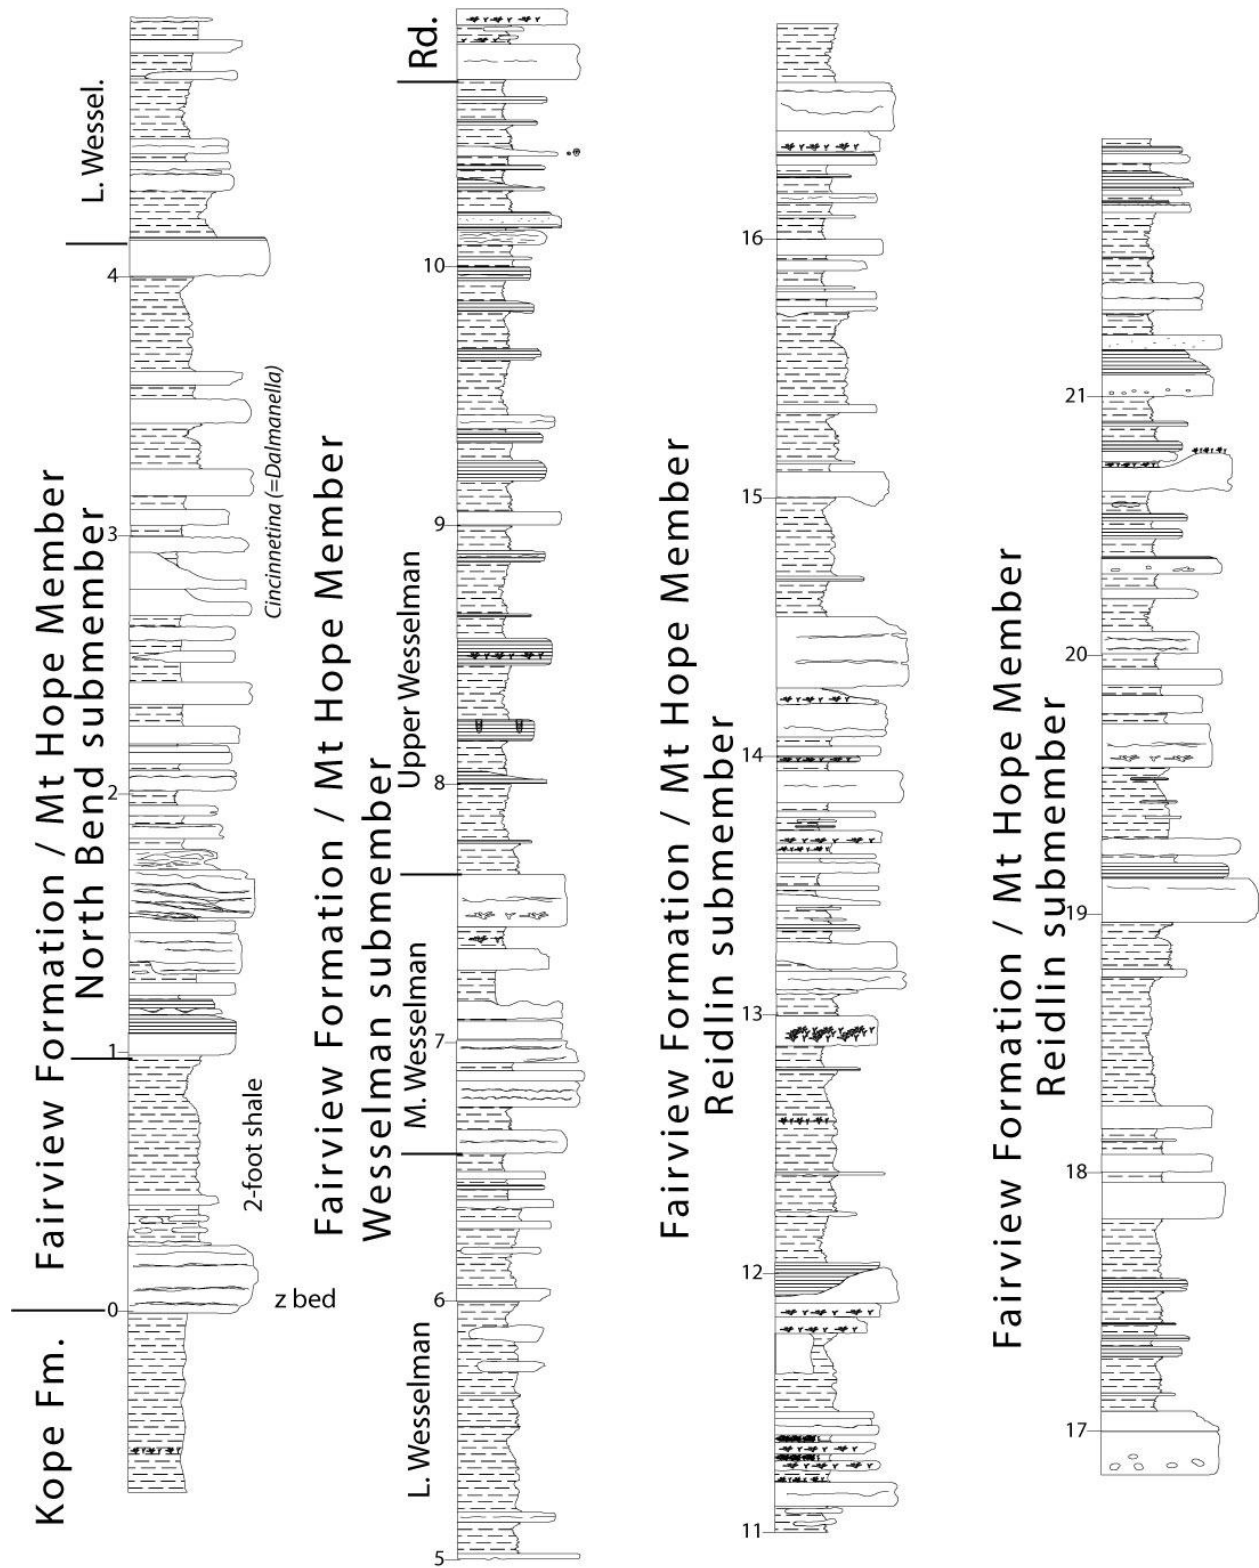 L. Wessel.
4
3
2
1
0
Fairview Formation / Mt Hope Member
North Bend submember
Cincinnetina (=Dalmanella)
2-foot shale
z bed
Kope Fm.
Rd.
10
9
8
7
6
5
Fairview Formation / Mt Hope Member
Wesselman submember
Upper Wesselman
M. Wesselman
L. Wesselman
16
15
14
13
12
11
Fairview Formation / Mt Hope Member
Reidlin submember
21
20
19
18
17
Fairview Formation / Mt Hope Member
Reidlin submember